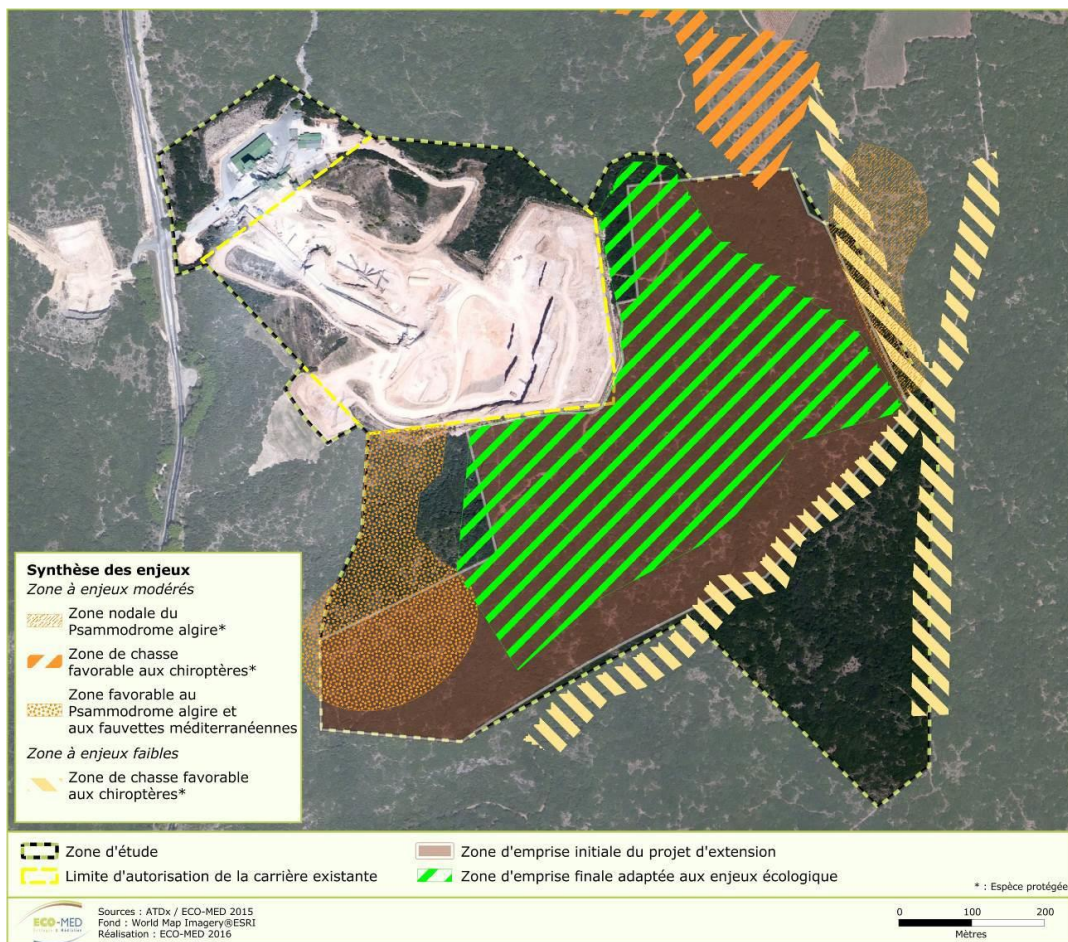 Synthèse des enjeux
Zone à enjeux modérés
Zone nodale du
Psammodrome algire*
Zone de chasse
favorable aux chiroptères*
Zone favorable au
Psammodrome algire et
aux fauvettes méditerranéennes
Zone à enjeux faibles
Zone de chasse favorable
aux chiroptères*
Zone d'étude
Limite d'autorisation de la carrière existante
Zone d'emprise initiale du projet d'extension
Zone d'emprise finale adaptée aux enjeux écologique
* : Espèce protégée
ECO-MED
Sources : ATDx / ECO-MED 2015
Fond : World Map Imagery@ESRI
Réalisation : ECO-MED 2016
0 100 200
Mètres